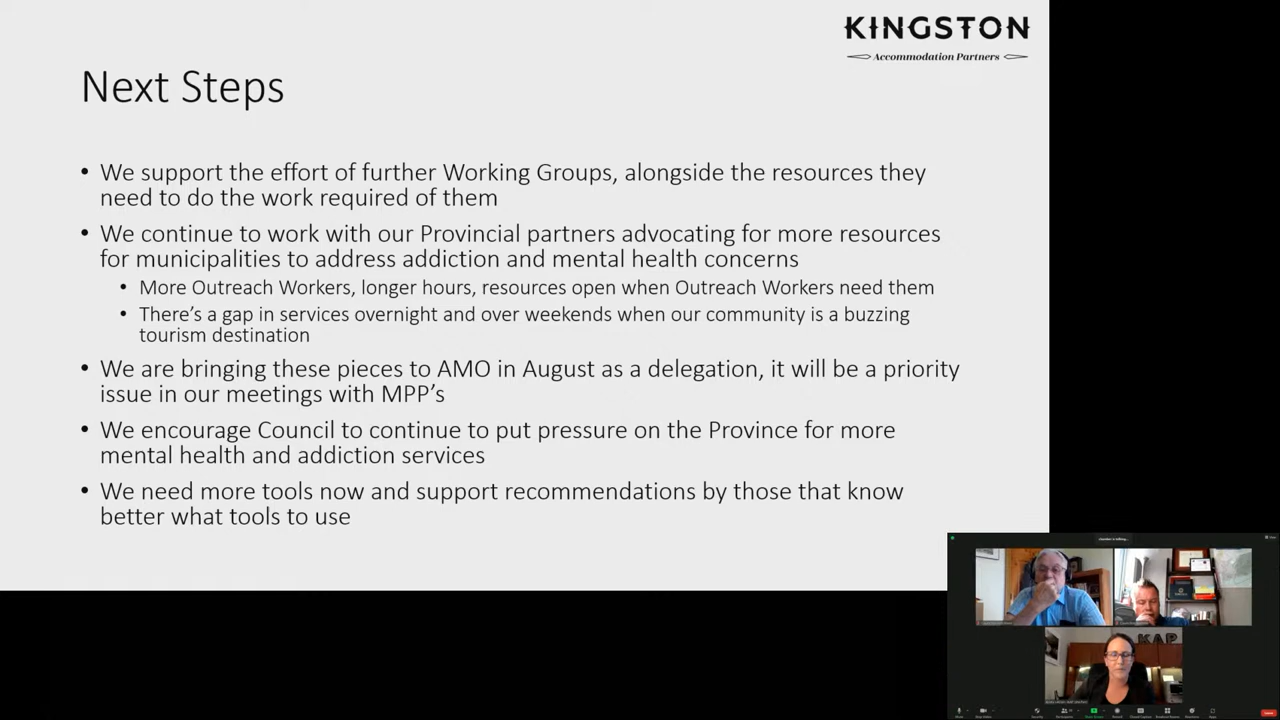 KINGSTON
Accommodation Partners
Next Steps
• We support the effort of further Working Groups, alongside the resources they
need to do the work required of them
• We continue to work with our Provincial partners advocating for more resources
for municipalities to address addiction and mental health concerns
• More Outreach Workers, longer hours, resources open when Outreach Workers need them
• There's a gap in services overnight and over weekends when our community is a buzzing
tourism destination
• We are bringing these pieces to AMO in August as a delegation, it will be a priority
issue in our meetings with MPP's
• We encourage Council to continue to put pressure on the Province for more
mental health and addiction services
• We need more tools now and support recommendations by those that know
better what tools to use
KAP